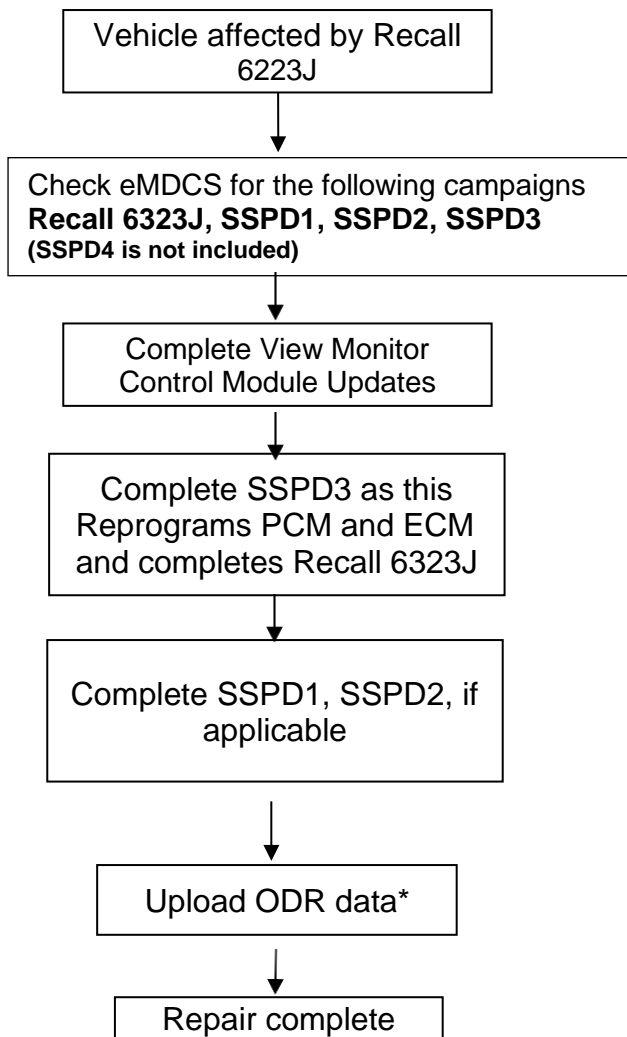 Vehicle affected by Recall
6223J
Check eMDCS for the following campaigns
Recall 6323J, SSPD1, SSPD2, SSPD3
(SSPD4 is not included)
Complete View Monitor
Control Module Updates
Complete SSPD3 as this
Reprograms PCM and ECM
and completes Recall 6323J
Complete SSPD1, SSPD2, if
applicable
Upload ODR data*
Repair complete